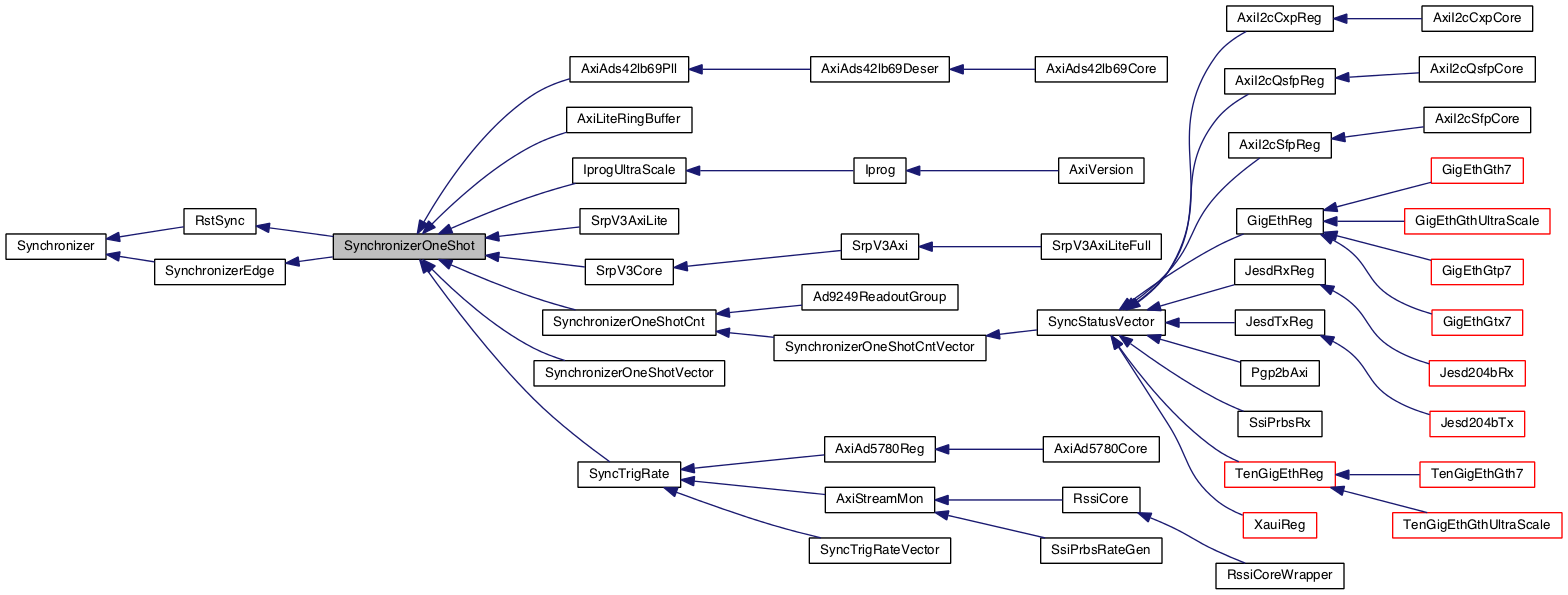 Synchronizer
RstSync
SynchronizerEdge
SynchronizerOneShot
AxiAds42lb69Pll
AxiAds42lb69Deser
AxiAds42lb69Core
AxiLiteRingBuffer
IprogUltraScale
Iprog
AxiVersion
SrpV3AxiLite
SrpV3Core
SrpV3Axi
SrpV3AxiLiteFull
SynchronizerOneShotCnt
Ad9249ReadoutGroup
SynchronizerOneShotCntVector
SynchronizerOneShotVector
SyncTrigRate
AxiAd5780Reg
AxiAd5780Core
AxiStreamMon
RssiCore
SsiPrbsRateGen
RssiCoreWrapper
SyncTrigRateVector
SyncStatusVector
AxiI2cCxpReg
AxiI2cCxpCore
AxiI2cQsfpReg
AxiI2cQsfpCore
AxiI2cSfpReg
AxiI2cSfpCore
GigEthReg
GigEthGth7
GigEthGthUltraScale
GigEthGtp7
GigEthGtx7
JesdRxReg
Jesd204bRx
JesdTxReg
Jesd204bTx
Pgp2bAxi
SsiPrbsRx
TenGigEthReg
TenGigEthGth7
TenGigEthGthUltraScale
XauiReg